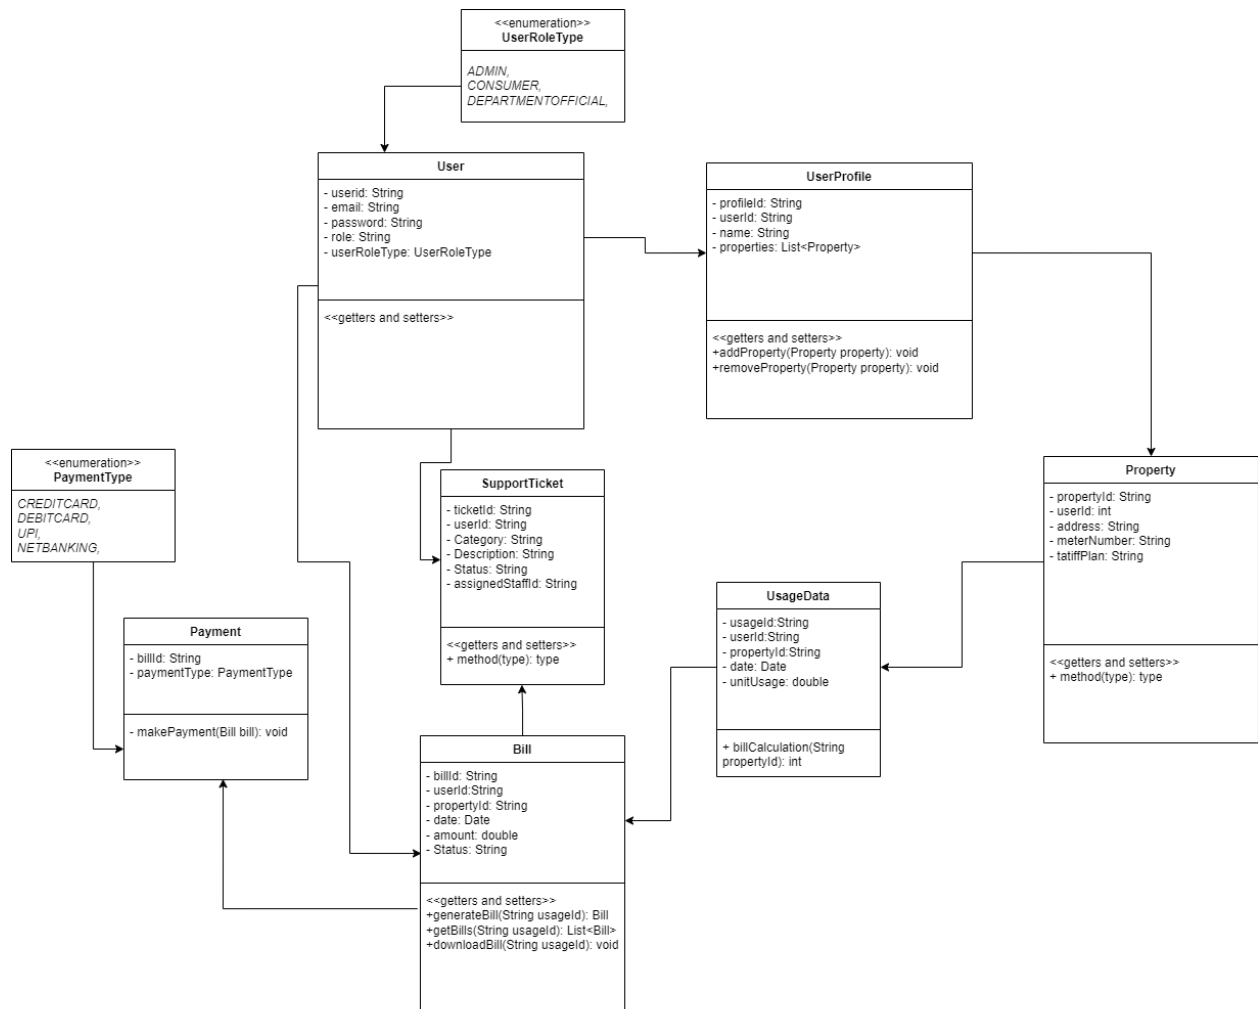 <<enumeration>>
UserRoleType
ADMIN,
CONSUMER,
DEPARTMENTOFFICIAL,
User
- userid: String
- email: String
- password: String
- role: String
- userRoleType: UserRoleType
<<getters and setters>>
UserProfile
- profileId: String
- userId: String
- name: String
- properties: List<Property>
<<getters and setters>>
+addProperty(Property property): void
+removeProperty(Property property): void
<<enumeration>>
PaymentType
CREDITCARD,
DEBITCARD,
UPI,
NETBANKING,
SupportTicket
- ticketId: String
- userId: String
- Category: String
- Description: String
- Status: String
- assignedStaffId: String
<<getters and setters>>
+ method(type): type
Property
- propertyId: String
- userId: int
- address: String
- meterNumber: String
- tatiffPlan: String
<<getters and setters>>
+ method(type): type
UsageData
- usageId:String
- userId:String
- propertyId:String
- date: Date
- unitUsage: double
+ billCalculation(String
propertyId): int
Payment
- billId: String
- paymentType: PaymentType
- makePayment(Bill bill): void
Bill
- billId: String
- userId:String
- propertyId: String
- date: Date
- amount: double
- Status: String
<<getters and setters>>
+generateBill(String usageId): Bill
+getBills(String usageId): List<Bill>
+downloadBill(String usageId): void